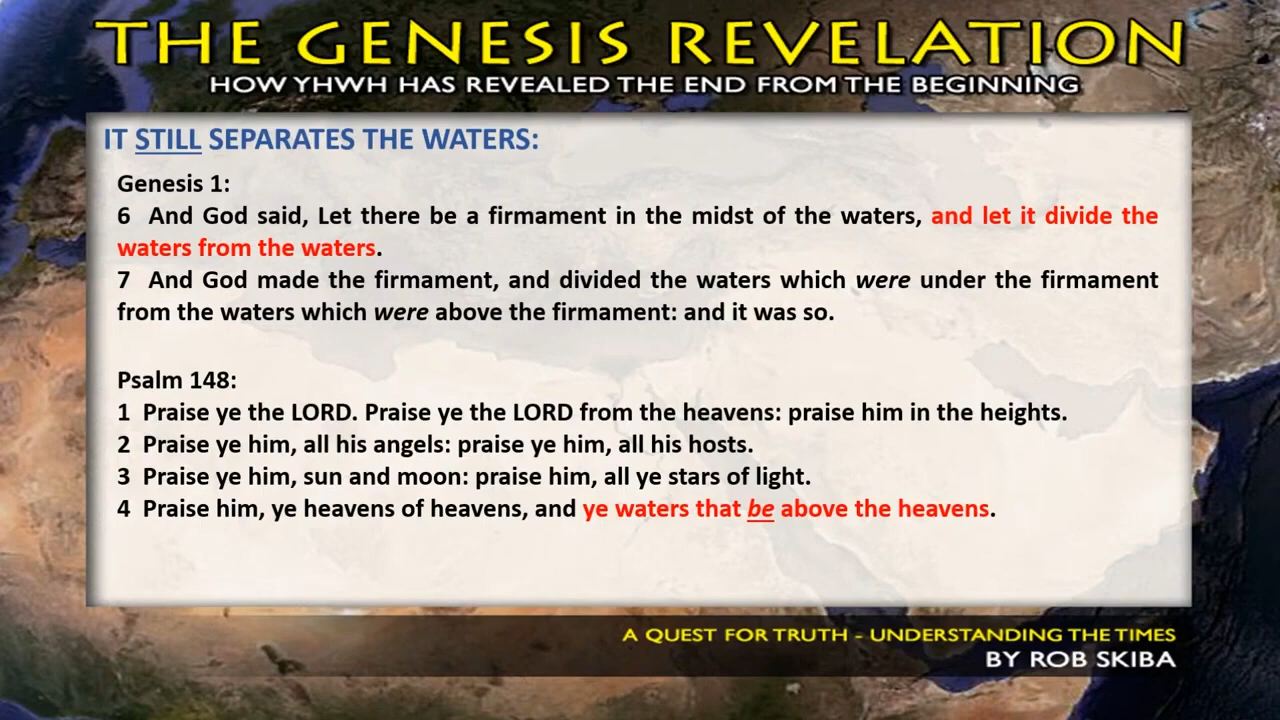 THE GENESIS REVELATION
HOW YHWH HAS REVEALED THE END FROM THE BEGINNING
IT STILL SEPARATES THE WATERS:
Genesis 1:
6 And God said, Let there be a firmament in the midst of the waters, and let it divide the
waters from the waters.
7 And God made the firmament, and divided the waters which were under the firmament
from the waters which were above the firmament: and it was so.
Psalm 148:
1 Praise ye the LORD. Praise ye the LORD from the heavens: praise him in the heights.
2 Praise ye him, all his angels: praise ye him, all his hosts.
3 Praise ye him, sun and moon: praise him, all ye stars of light.
4 Praise him, ye heavens of heavens, and ye waters that be above the heavens.
A QUEST FOR TRUTH - UNDERSTANDING THE TIMES
BY ROB SKIBA